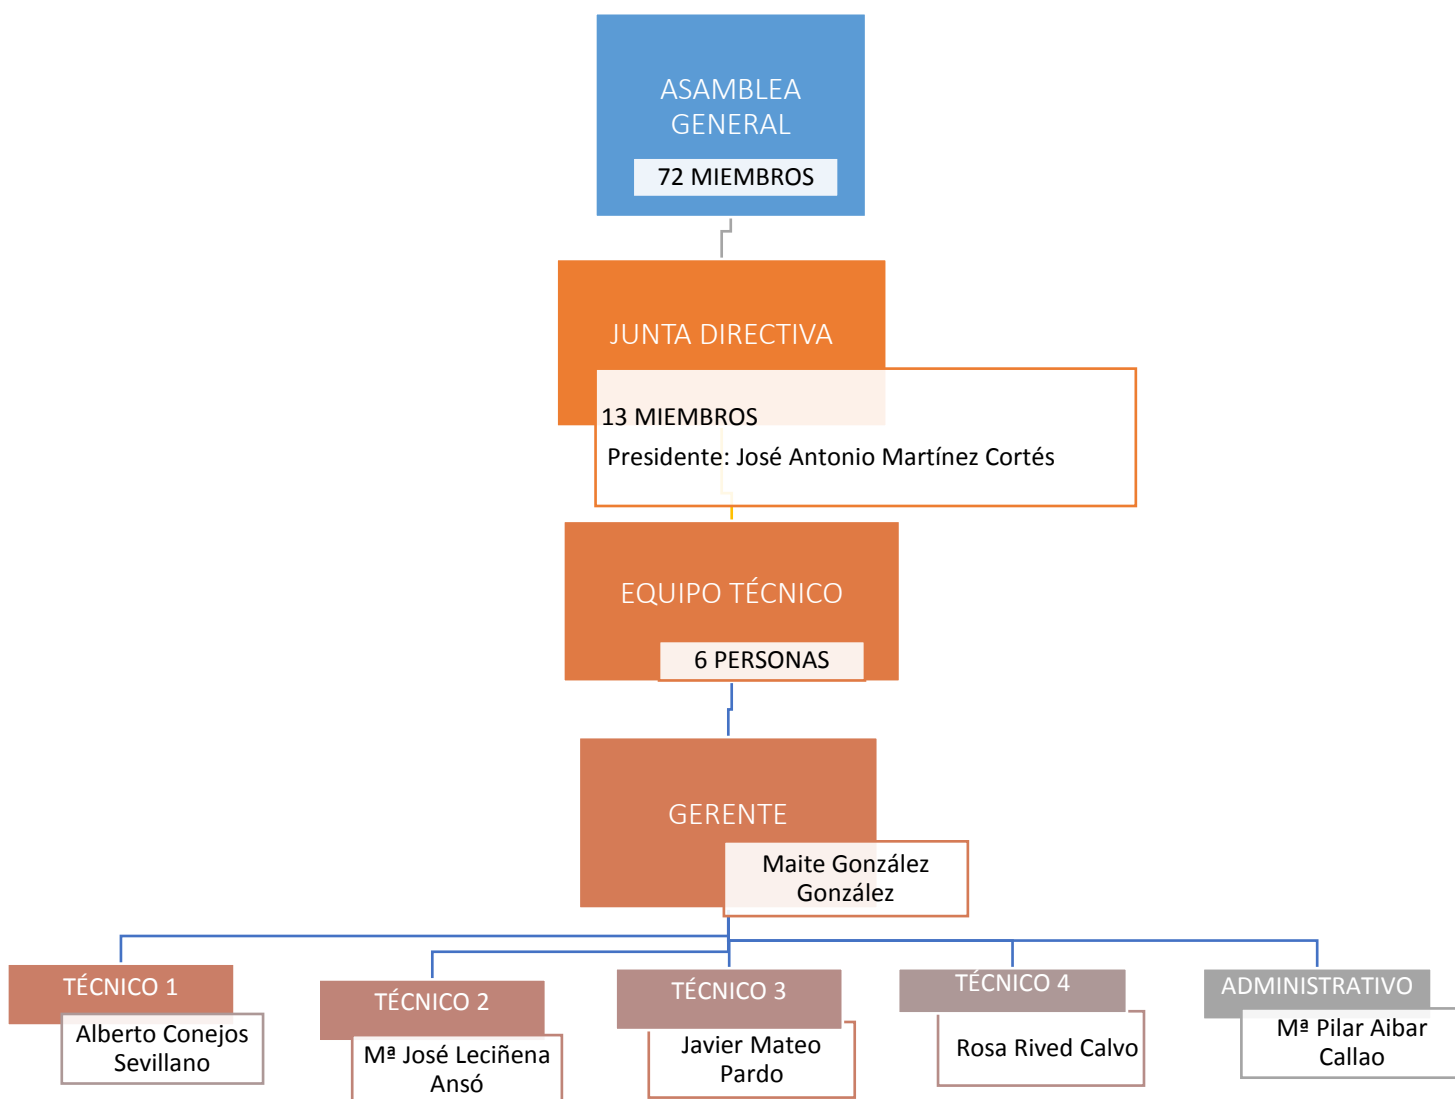 ASAMBLEA
GENERAL
72 MIEMBROS
JUNTA DIRECTIVA
13 MIEMBROS
Presidente: José Antonio Martínez Cortés
EQUIPO TÉCNICO
6 PERSONAS
GERENTE
Maite González
González
TÉCNICO 1
Alberto Conejos
Sevillano
TÉCNICO 2
Mª José Leciñena
Ansó
TÉCNICO 3
Javier Mateo
Pardo
TÉCNICO 4
Rosa Rived Calvo
ADMINISTRATIVO
Mª Pilar Aibar
Callao